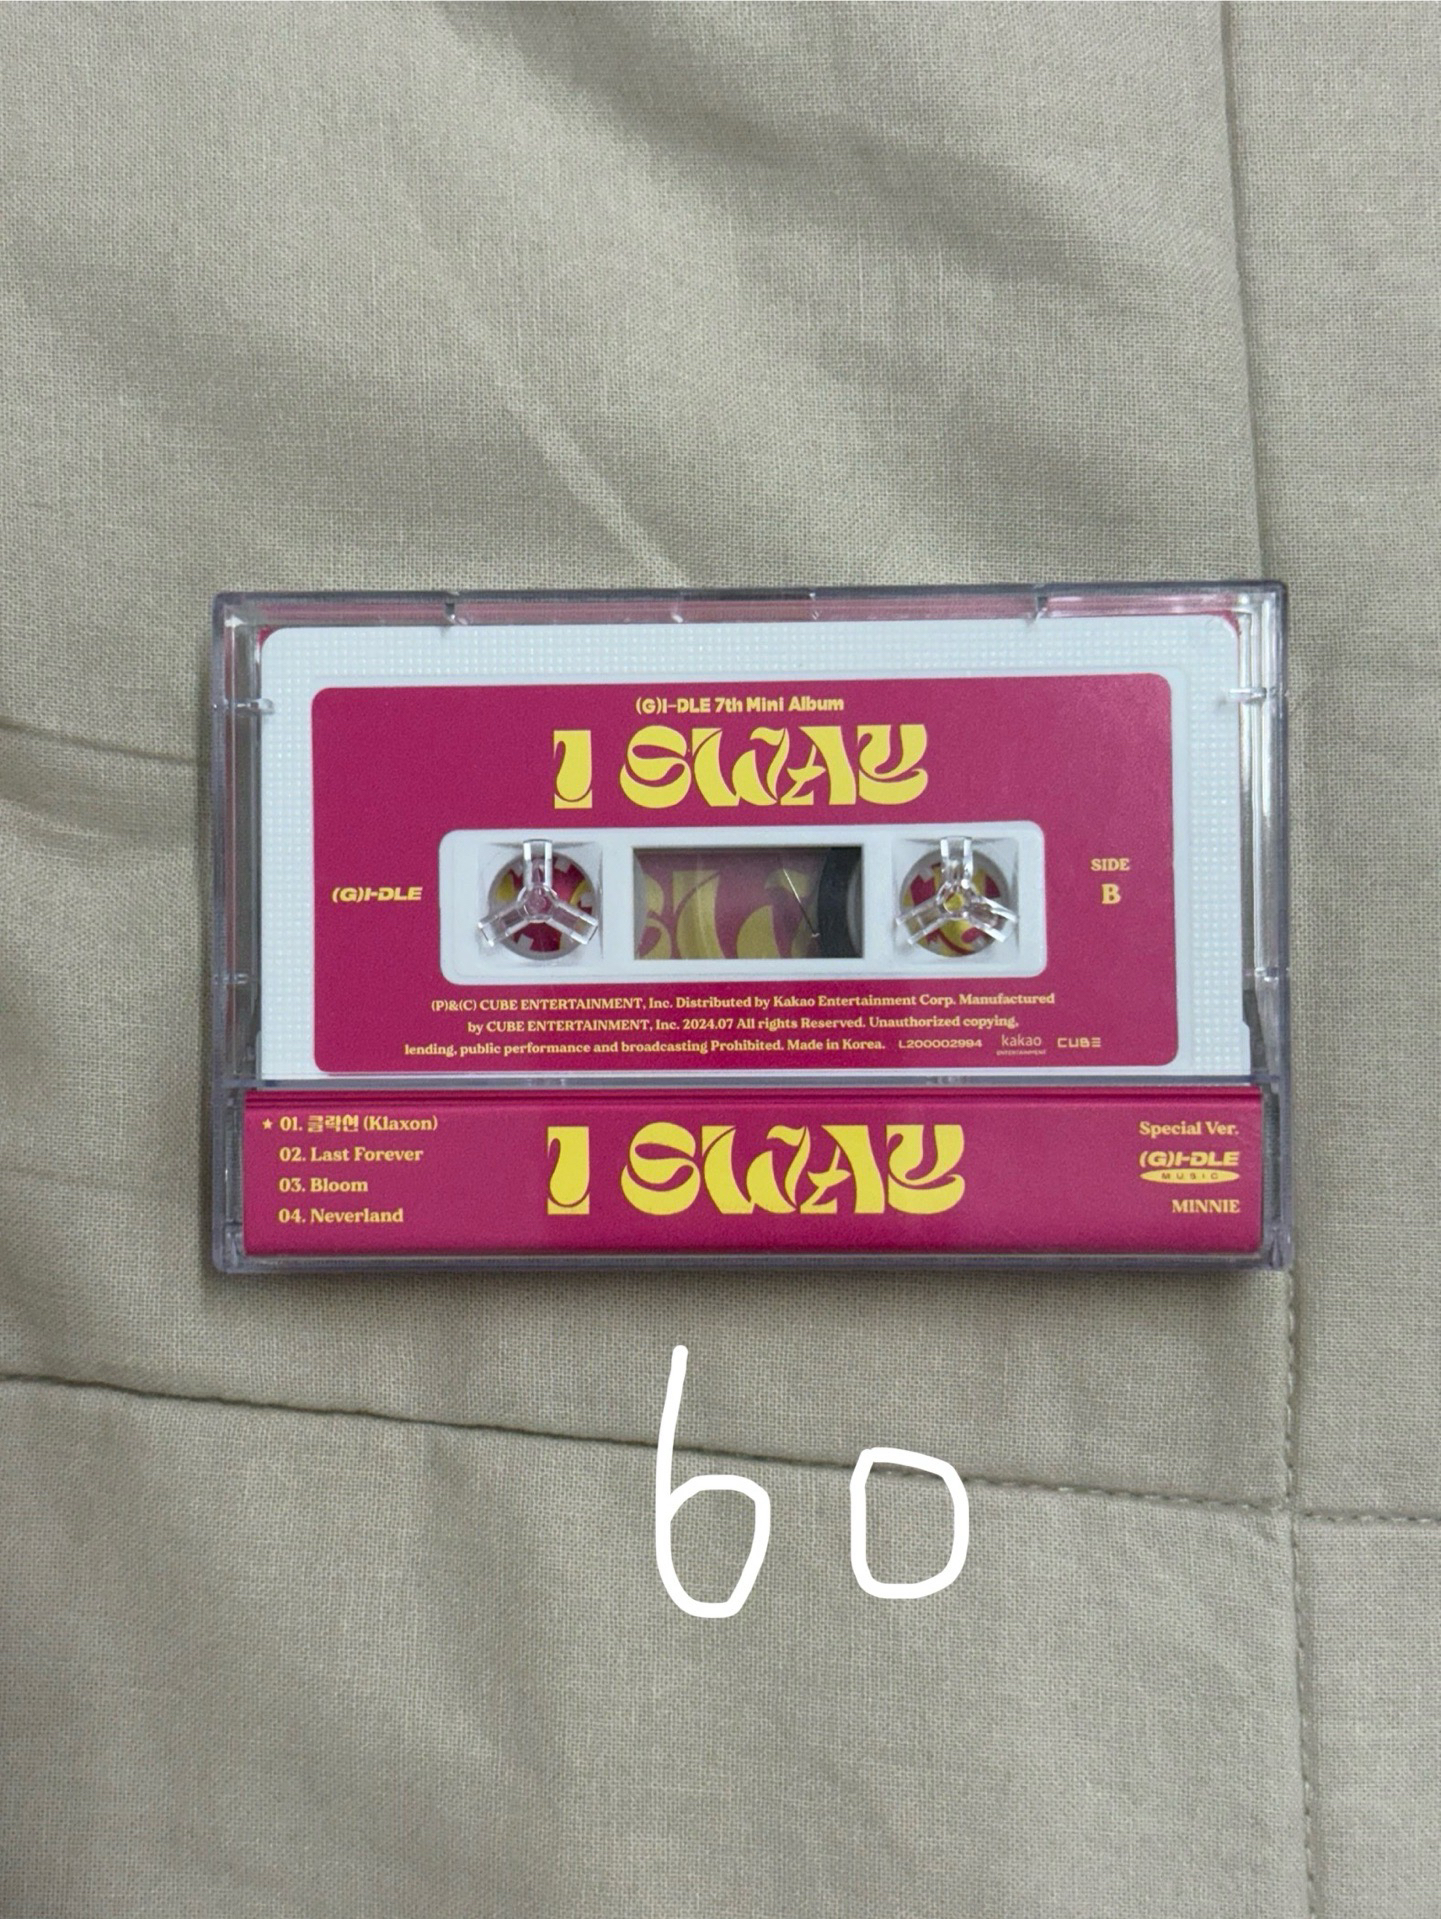 (G)I-DLE 7th Mini Album
I SWAY
(G)I-DLE
SIDE
B
(P)&(C) CUBE ENTERTAINMENT, Inc. Distributed by Kakao Entertainment Corp. Manufactured
by CUBE ENTERTAINMENT, Inc. 2024.07 All rights Reserved. Unauthorized copying,
lending, public performance and broadcasting Prohibited. Made in Korea. L200002994 kakao ENTERTAINMENT CUBE
★ 01. 클락션 (Klaxon)
02. Last Forever
03. Bloom
04. Neverland
I SWAY
Special Ver.
(G)I-DLE
MUSIC
MINNIE
60